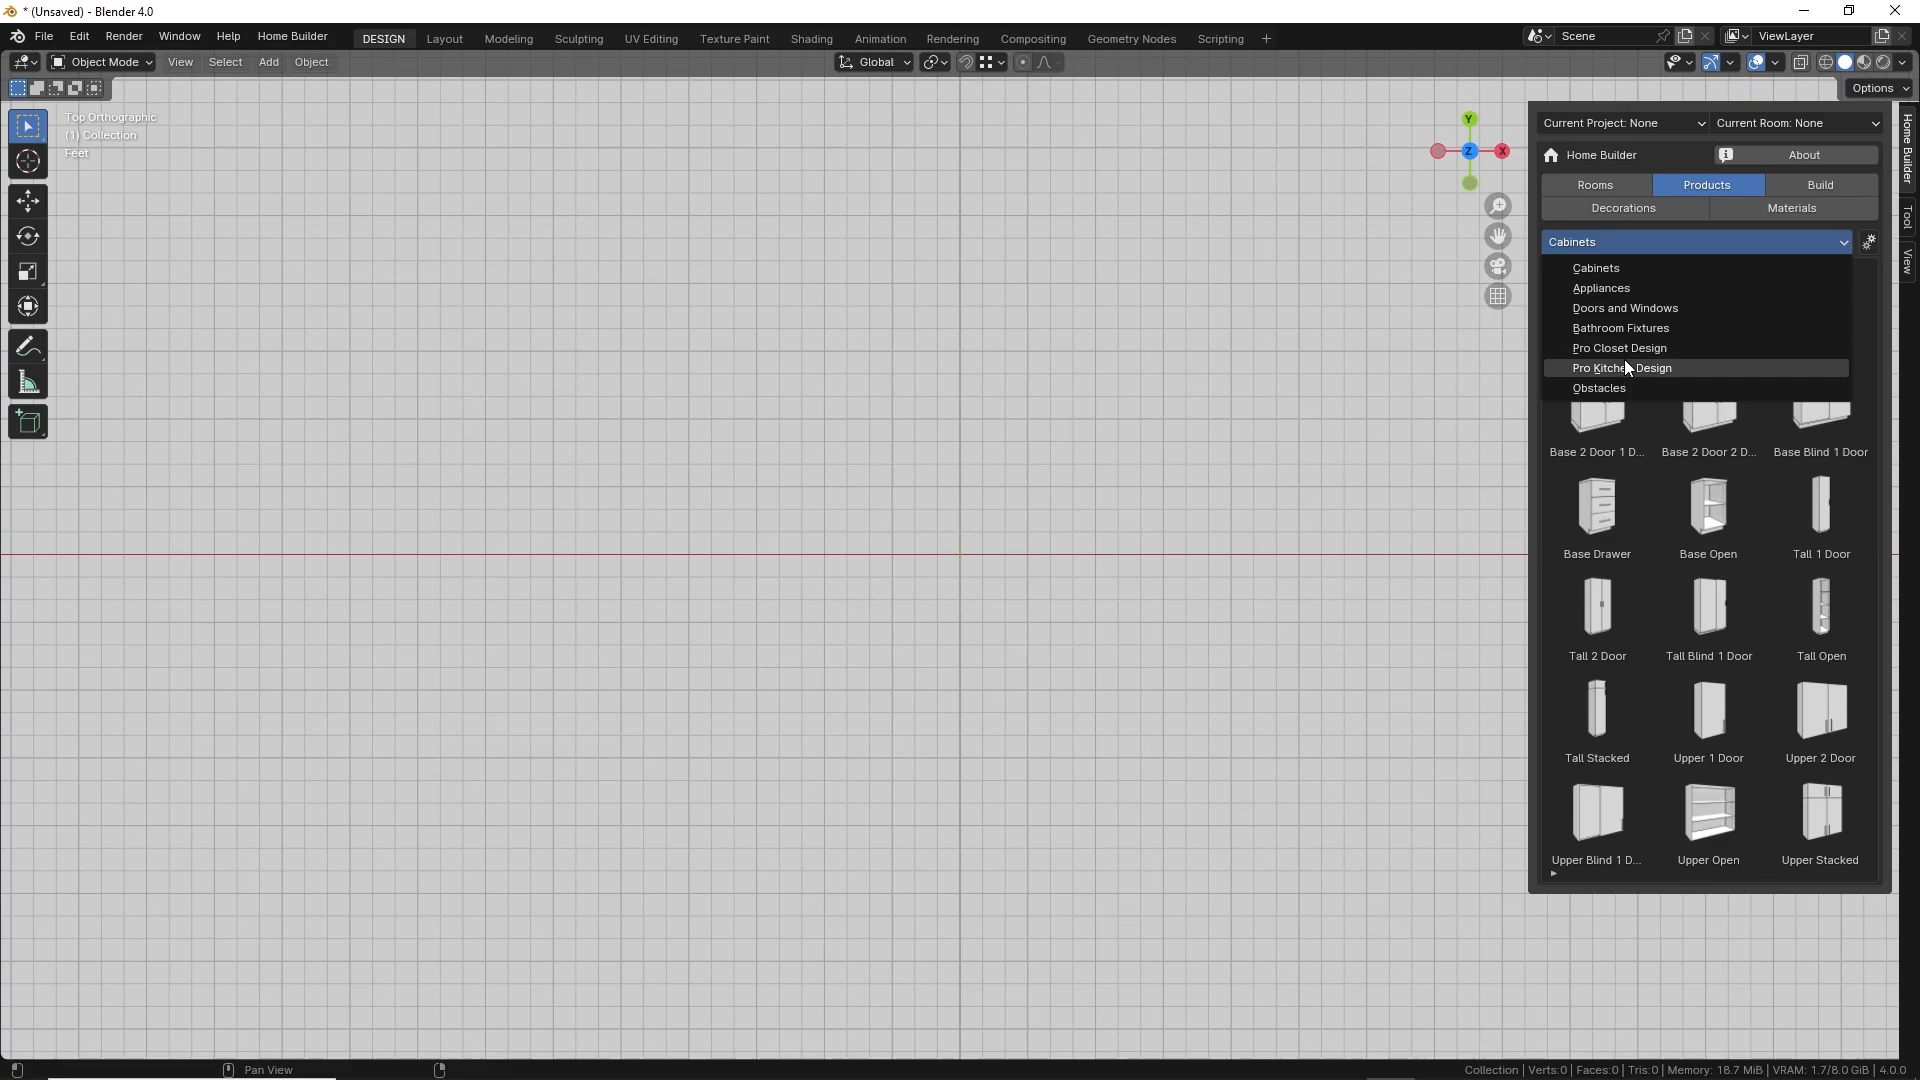 * (Unsaved) - Blender 4.0
File Edit Render Window Help Home Builder DESIGN Layout Modeling Sculpting UV Editing Texture Paint Shading Animation Rendering Compositing Geometry Nodes Scripting + Scene ViewLayer
Object Mode View Select Add Object Global
Options
Top Orthographic
(1) Collection
Feet
Y
Z
X
Current Project: None Current Room: None
Home Builder About
Rooms Products Build
Decorations Materials
Cabinets
Cabinets
Appliances
Doors and Windows
Bathroom Fixtures
Pro Closet Design
Pro Kitchen Design
Obstacles
Base 2 Door 1 D... Base 2 Door 2 D... Base Blind 1 Door
Base Drawer Base Open Tall 1 Door
Tall 2 Door Tall Blind 1 Door Tall Open
Tall Stacked Upper 1 Door Upper 2 Door
Upper Blind 1 D... Upper Open Upper Stacked
Home Builder
Tool
View
Pan View
Collection | Verts:0 | Faces:0 | Tris:0 | Memory: 18.7 MiB | VRAM: 1.7/8.0 GiB | 4.0.0